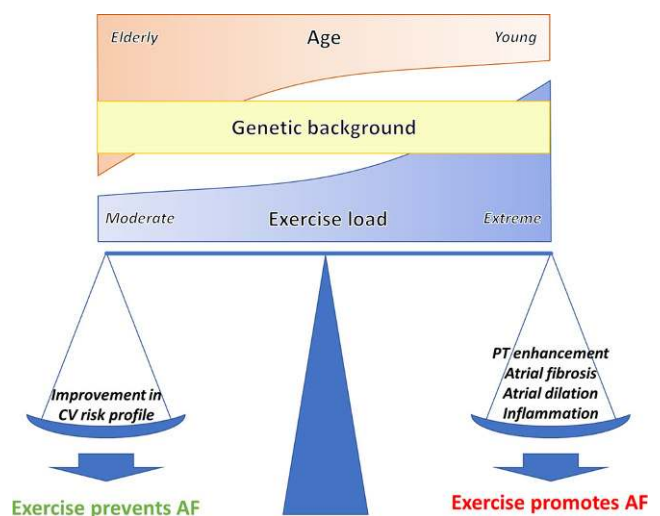 Elderly Age Young
Genetic background
Moderate Exercise load Extreme
Improvement in
CV risk profile
PT enhancement
Atrial fibrosis
Atrial dilation
Inflammation
Exercise prevents AF
Exercise promotes AF